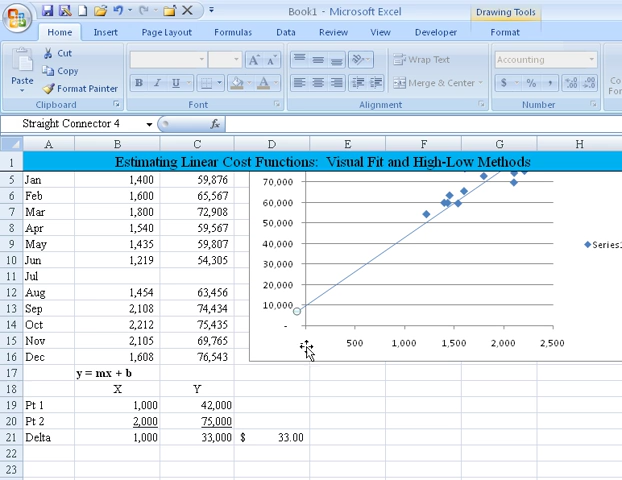 Book1 - Microsoft Excel
Drawing Tools
Home Insert Page Layout Formulas Data Review View Developer Format
Cut
Copy
Format Painter
Paste
Wrap Text
Merge & Center
Accounting
Clipboard Font Alignment Number
Straight Connector 4 fx
A B C D E F G H
1 Estimating Linear Cost Functions: Visual Fit and High-Low Methods
5 Jan 1,400 59,876
6 Feb 1,600 65,567
7 Mar 1,800 72,908
8 Apr 1,540 59,567
9 May 1,435 59,807
10 Jun 1,219 54,305
11 Jul
12 Aug 1,454 63,456
13 Sep 2,108 74,434
14 Oct 2,212 75,435
15 Nov 2,105 69,765
16 Dec 1,608 76,543
70,000
60,000
50,000
40,000
30,000
20,000
10,000
-
500 1,000 1,500 2,000 2,500
Series
17 y = mx + b
18 X Y
19 Pt 1 1,000 42,000
20 Pt 2 2,000 75,000
21 Delta 1,000 33,000 $ 33.00
22
23